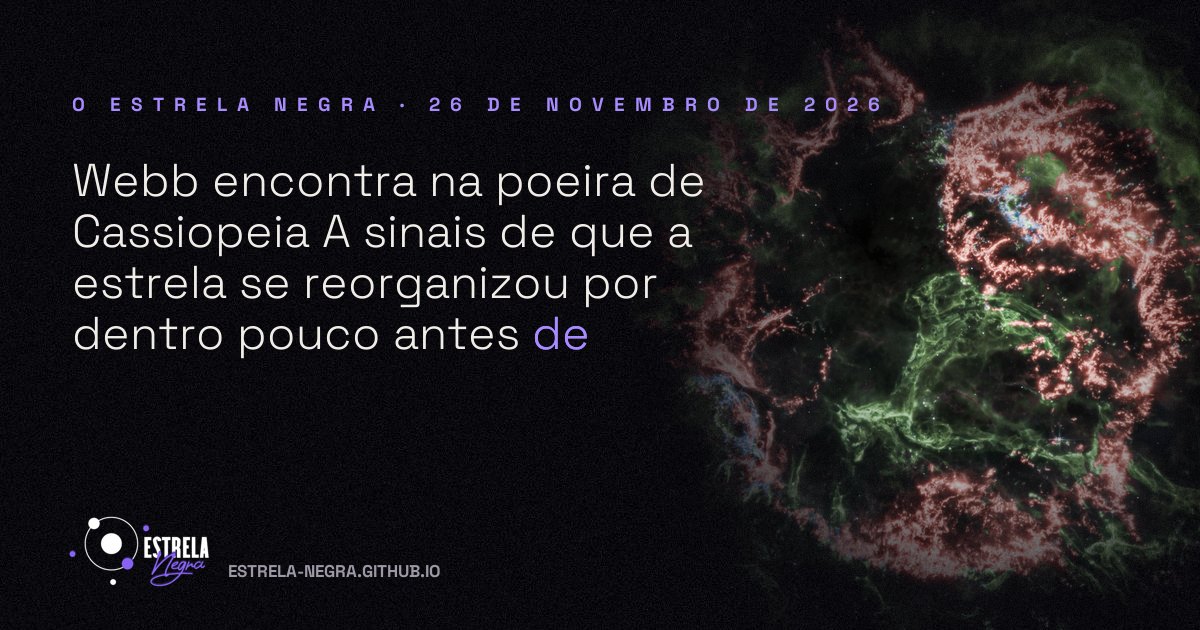 O ESTRELA NEGRA · 26 DE NOVEMBRO DE 2026
Webb encontra na poeira de
Cassiopeia A sinais de que a
estrela se reorganizou por
dentro pouco antes de
ESTRELA
Negra
ESTRELA-NEGRA.GITHUB.IO